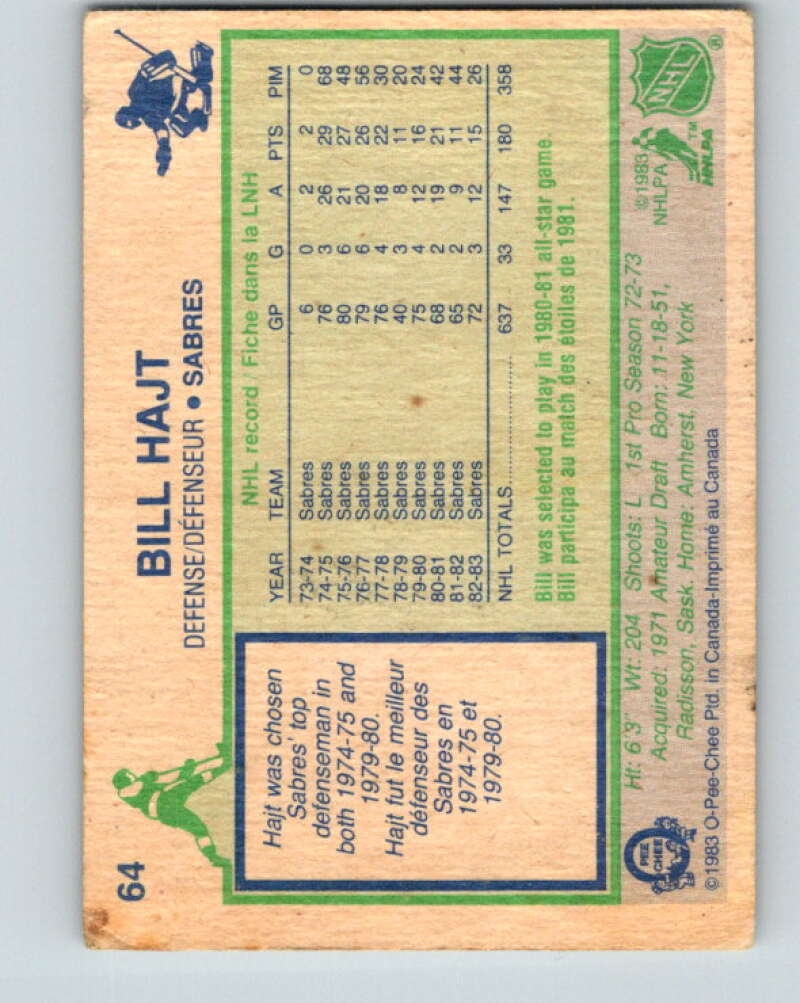 64
BILL HAJT
DEFENSE/DÉFENSEUR • SABRES
Hajt was chosen
Sabres' top
defenseman in
both 1974-75 and
1979-80.
Hajt fut le meilleur
défenseur des
Sabres en
1974-75 et
1979-80.
NHL record Fiche dans la LNH
YEAR TEAM GP G A PTS PIM
73-74 Sabres 6 0 2 2 0
74-75 Sabres 76 3 26 29 68
75-76 Sabres 80 6 21 27 48
76-77 Sabres 79 6 20 26 56
77-78 Sabres 76 4 18 22 30
78-79 Sabres 40 3 8 11 20
79-80 Sabres 75 4 12 16 24
80-81 Sabres 68 2 19 21 42
81-82 Sabres 65 2 9 11 44
82-83 Sabres 72 3 12 15 26
NHL TOTALS 637 33 147 180 358
Bill was selected to play in 1980-81 all-star game.
Bill participa au match des étoiles de 1981.
Ht: 6'3" Wt: 204 Shoots: L 1st Pro Season 72-73
Acquired: 1971 Amateur Draft Born: 11-18-51,
Radisson, Sask. Home: Amherst, New York
©1983 O-Pee-Chee Ptd. in Canada-Imprimé au Canada
PEE
CHEE
©1983
NHLPA
NHLPA
TM
NHL
®